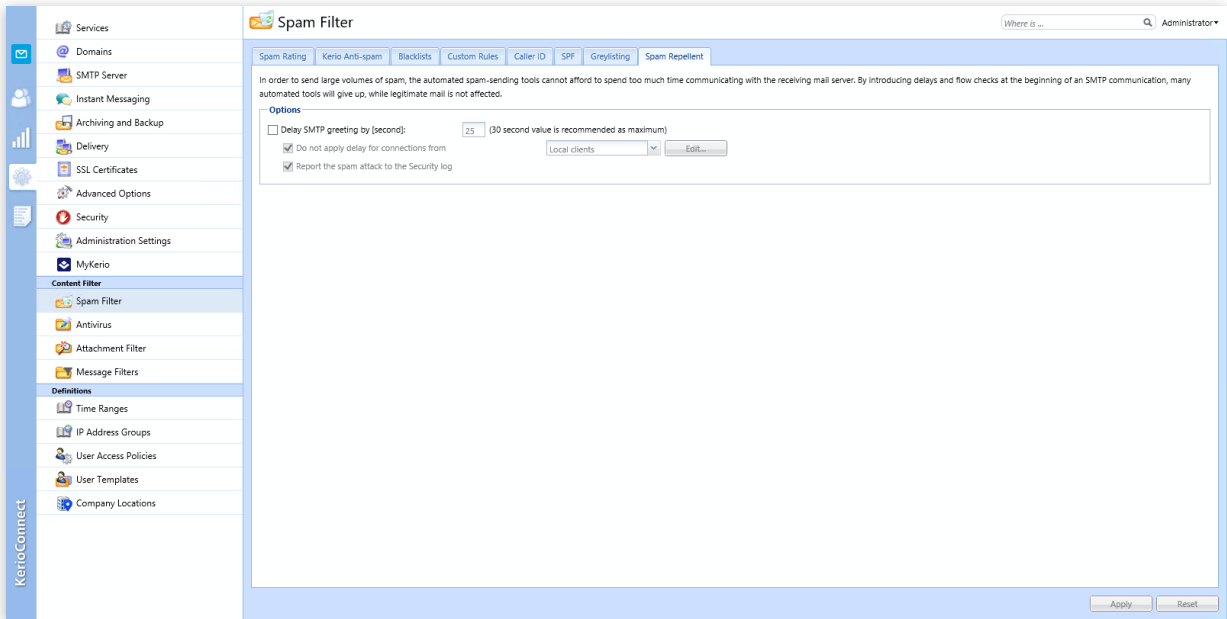 Spam Filter
Where is ...
Administrator
Services
Domains
SMTP Server
Instant Messaging
Archiving and Backup
Delivery
SSL Certificates
Advanced Options
Security
Administration Settings
MyKerio
Content Filter
Spam Filter
Antivirus
Attachment Filter
Message Filters
Definitions
Time Ranges
IP Address Groups
User Access Policies
User Templates
Company Locations
KerioConnect
Spam Rating Kerio Anti-spam Blacklists Custom Rules Caller ID SPF Greylisting Spam Repellent
In order to send large volumes of spam, the automated spam-sending tools cannot afford to spend too much time communicating with the receiving mail server. By introducing delays and flow checks at the beginning of an SMTP communication, many
automated tools will give up, while legitimate mail is not affected.
Options
Delay SMTP greeting by [second]: 25 (30 second value is recommended as maximum)
Do not apply delay for connections from Local clients Edit...
Report the spam attack to the Security log
Apply Reset